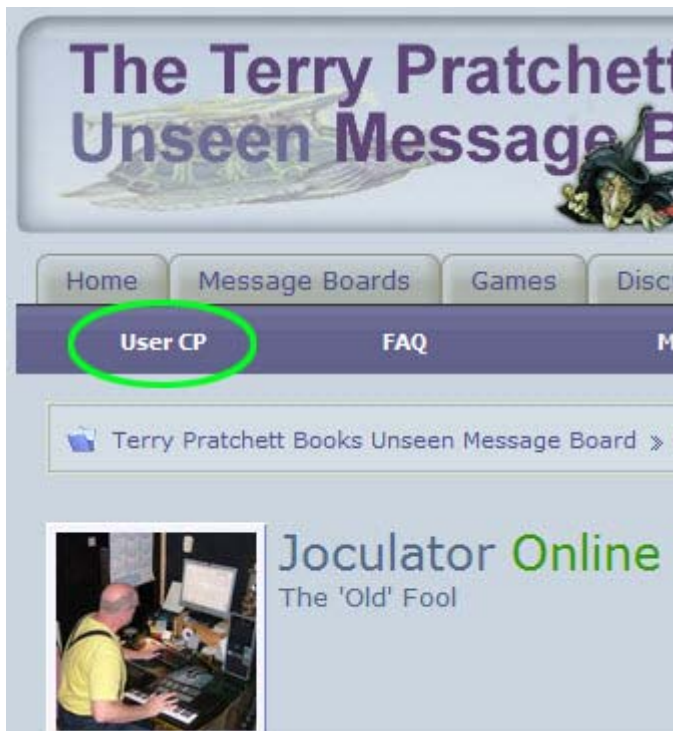 The Terry Pratchett
Unseen Message B
Home Message Boards Games Disc
User CP FAQ M
Terry Pratchett Books Unseen Message Board »
Joculator Online
The 'Old' Fool